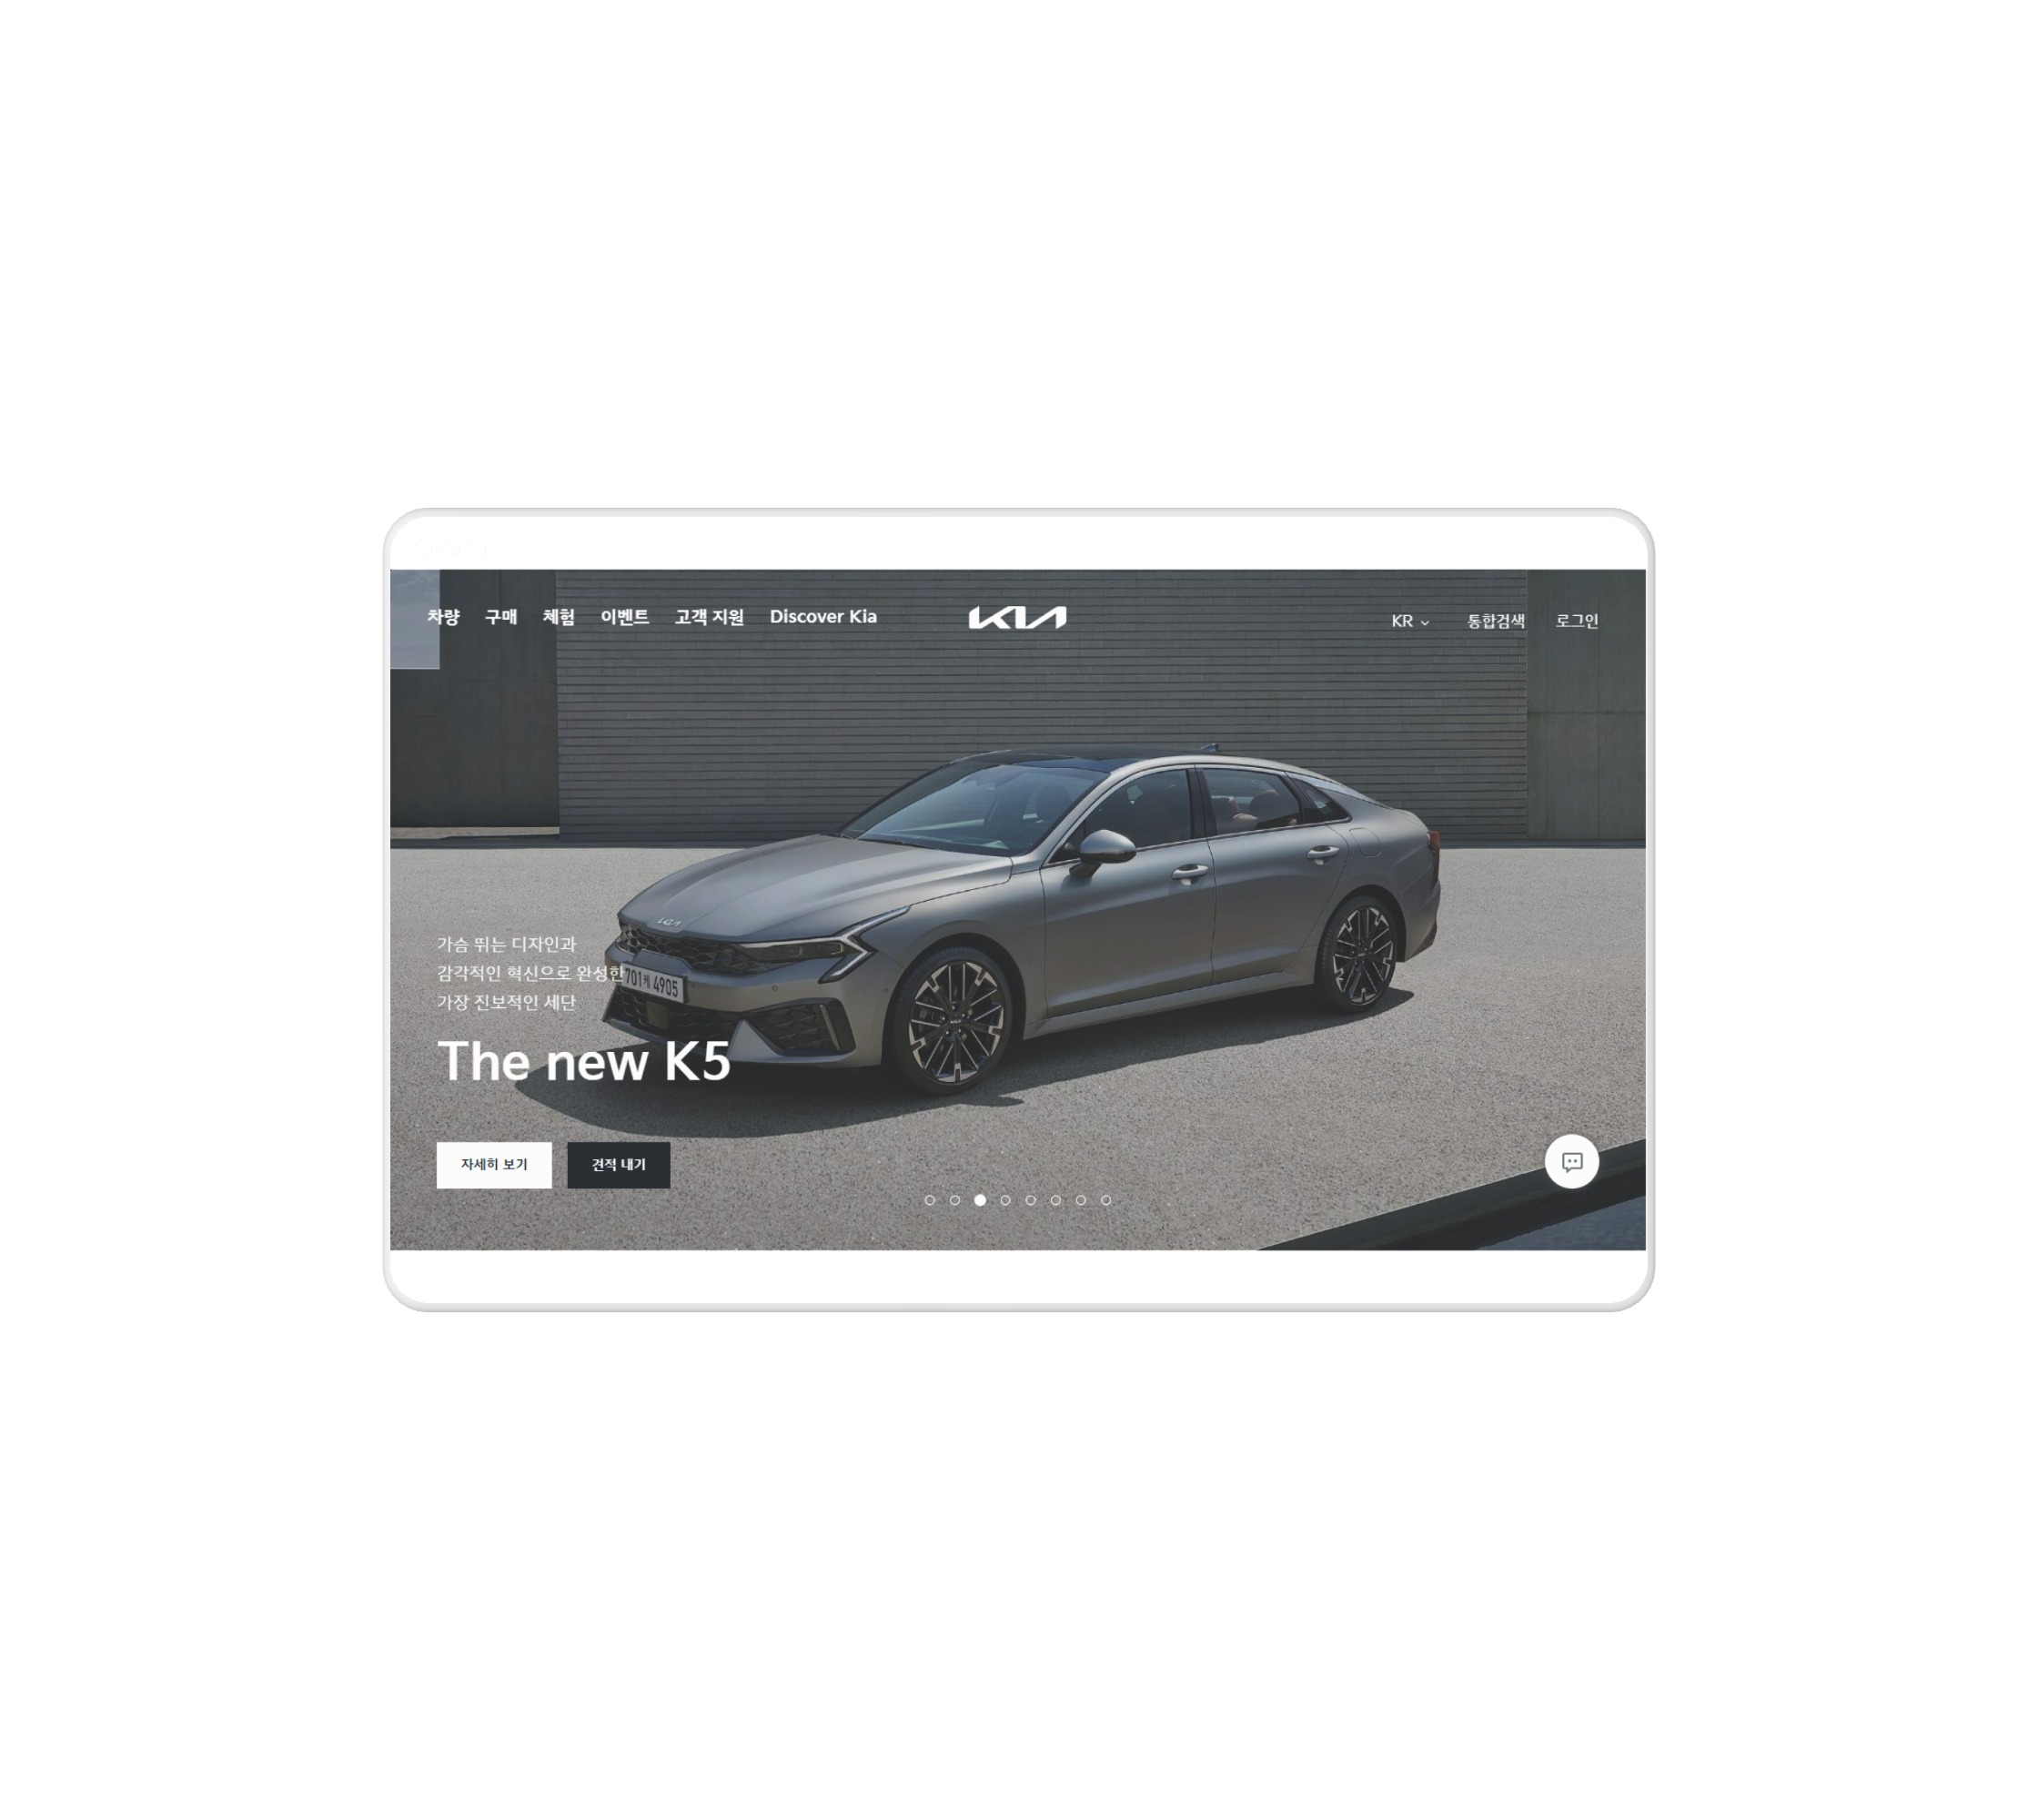 차량 구매 체험 이벤트 고객 지원 Discover Kia KIA KR 통합검색 로그인
가슴 뛰는 디자인과
감각적인 혁신으로 완성한
701케 4905
가장 진보적인 세단
The new K5
자세히 보기 견적 내기